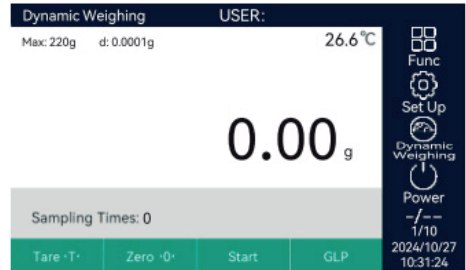 Dynamic Weighing USER:
Max: 220g d: 0.0001g 26.6℃
0.00 g
Sampling Times: 0
Tare ·T· Zero ·0· Start GLP
Func
Set Up
Dynamic
Weighing
Power
-/--
1/10
2024/10/27
10:31:24